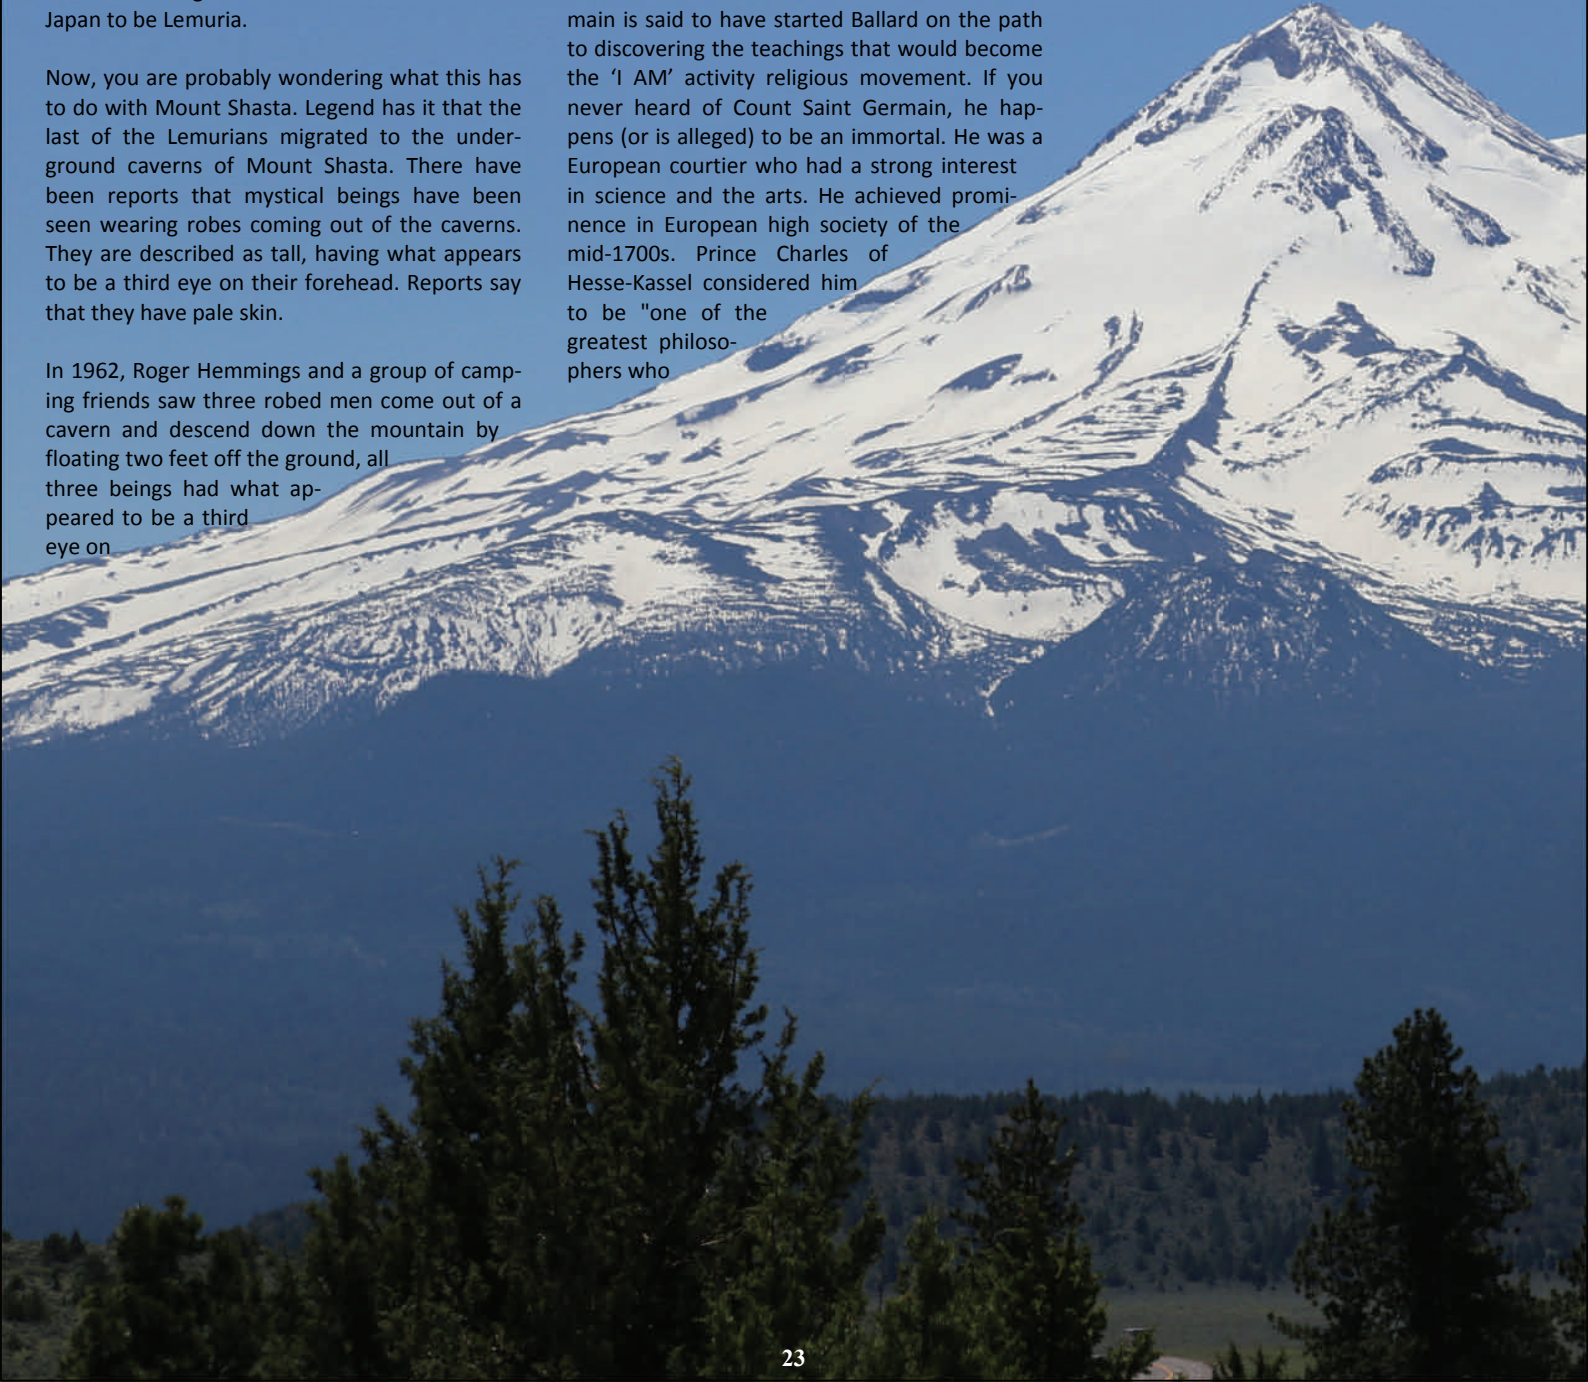 Japan to be Lemuria.
Now, you are probably wondering what this has
to do with Mount Shasta. Legend has it that the
last of the Lemurians migrated to the under-
ground caverns of Mount Shasta. There have
been reports that mystical beings have been
seen wearing robes coming out of the caverns.
They are described as tall, having what appears
to be a third eye on their forehead. Reports say
that they have pale skin.
In 1962, Roger Hemmings and a group of camp-
ing friends saw three robed men come out of a
cavern and descend down the mountain by
floating two feet off the ground, all
three beings had what ap-
peared to be a third
eye on
main is said to have started Ballard on the path
to discovering the teachings that would become
the ‘I AM’ activity religious movement. If you
never heard of Count Saint Germain, he hap-
pens (or is alleged) to be an immortal. He was a
European courtier who had a strong interest
in science and the arts. He achieved promi-
nence in European high society of the
mid-1700s. Prince Charles of
Hesse-Kassel considered him
to be "one of the
greatest philoso-
phers who
23